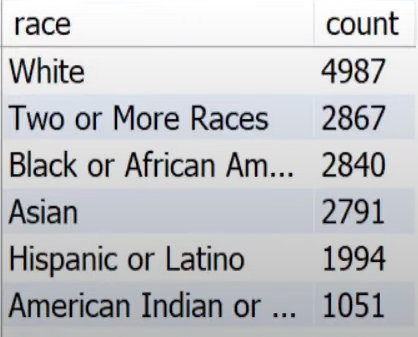 race count
White 4987
Two or More Races 2867
Black or African Am... 2840
Asian 2791
Hispanic or Latino 1994
American Indian or ... 1051